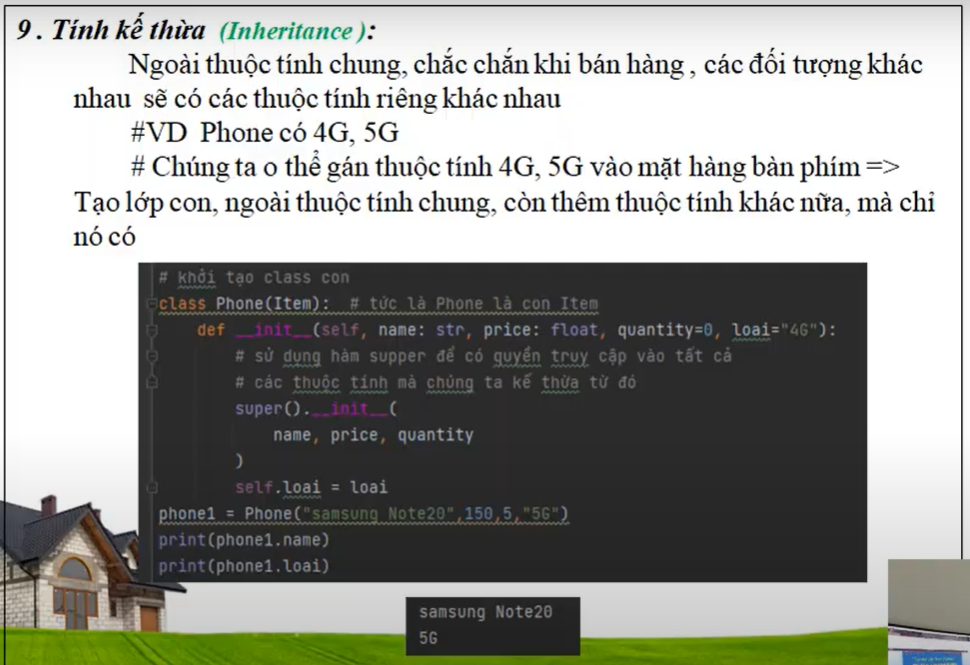 9 . Tính kế thừa (Inheritance ):
Ngoài thuộc tính chung, chắc chắn khi bán hàng , các đối tượng khác
nhau sẽ có các thuộc tính riêng khác nhau
#VD Phone có 4G, 5G
# Chúng ta o thể gán thuộc tính 4G, 5G vào mặt hàng bàn phím =>
Tạo lớp con, ngoài thuộc tính chung, còn thêm thuộc tính khác nữa, mà chỉ
nó có
# khởi tạo class con
class Phone(Item): # tức là Phone là con Item
def __init__(self, name: str, price: float, quantity=0, loai="4G"):
# sử dụng hàm supper để có quyền truy cập vào tất cả
# các thuộc tính mà chúng ta kế thừa từ đó
super().__init__(
name, price, quantity
)
self.loai = loai
phone1 = Phone("samsung Note20",150,5,"5G")
print(phone1.name)
print(phone1.loai)
samsung Note20
5G